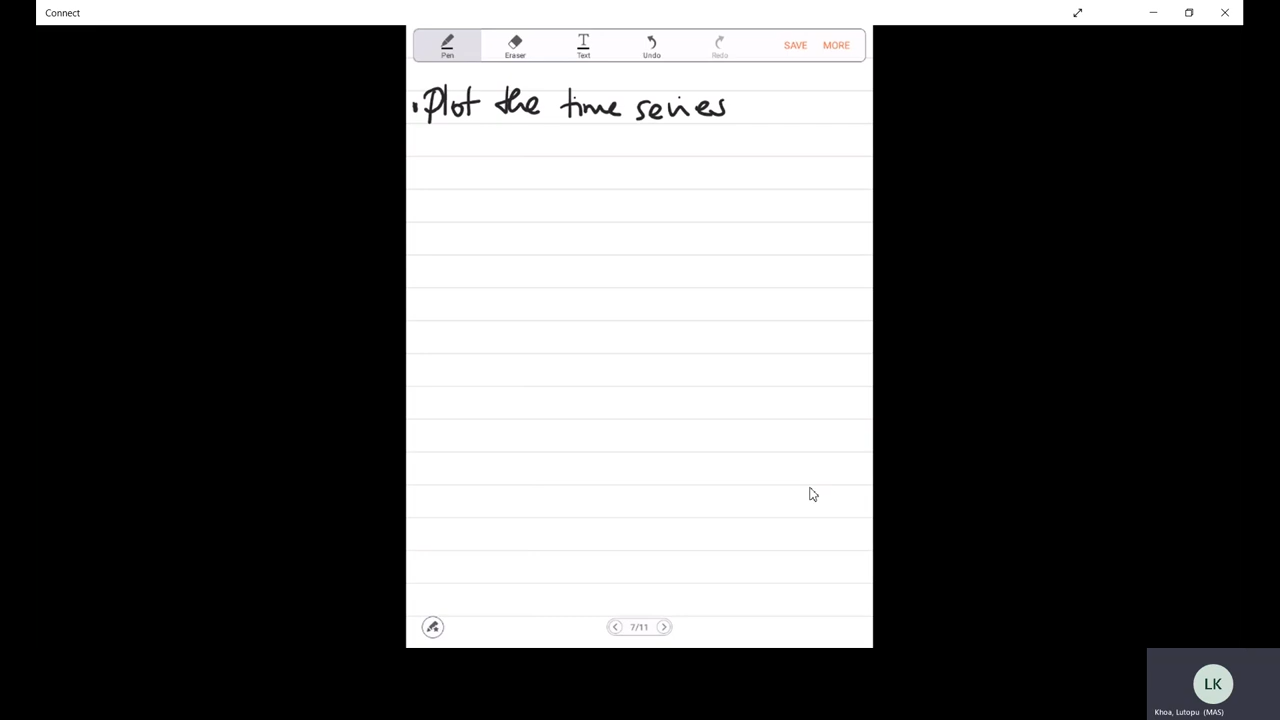 Connect
Pen
Eraser
Text
Undo
Redo
SAVE
MORE
• Plot the time series
7/11
LK
Khoa, Lutopu (MAS)